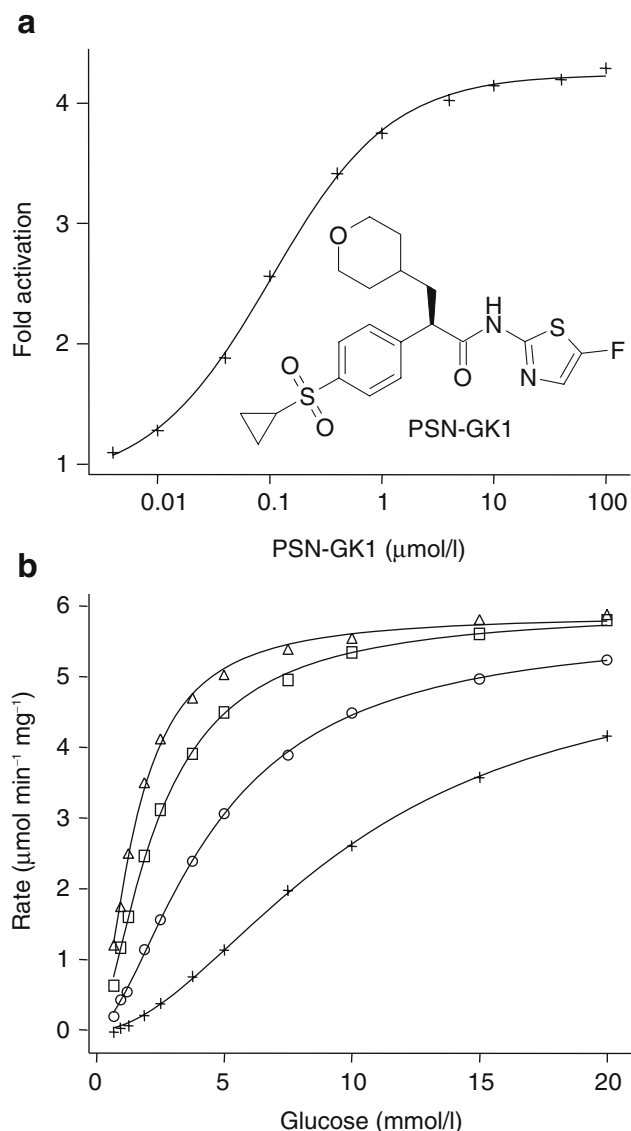 a
Fold activation
4
3
2
1
O
H
N
S
F
N
O
O
S
O
PSN-GK1
0.01 0.1 1 10 100
PSN-GK1 (μmol/l)
b
Rate (μmol min⁻¹ mg⁻¹)
6
5
4
3
2
1
0
0 5 10 15 20
Glucose (mmol/l)